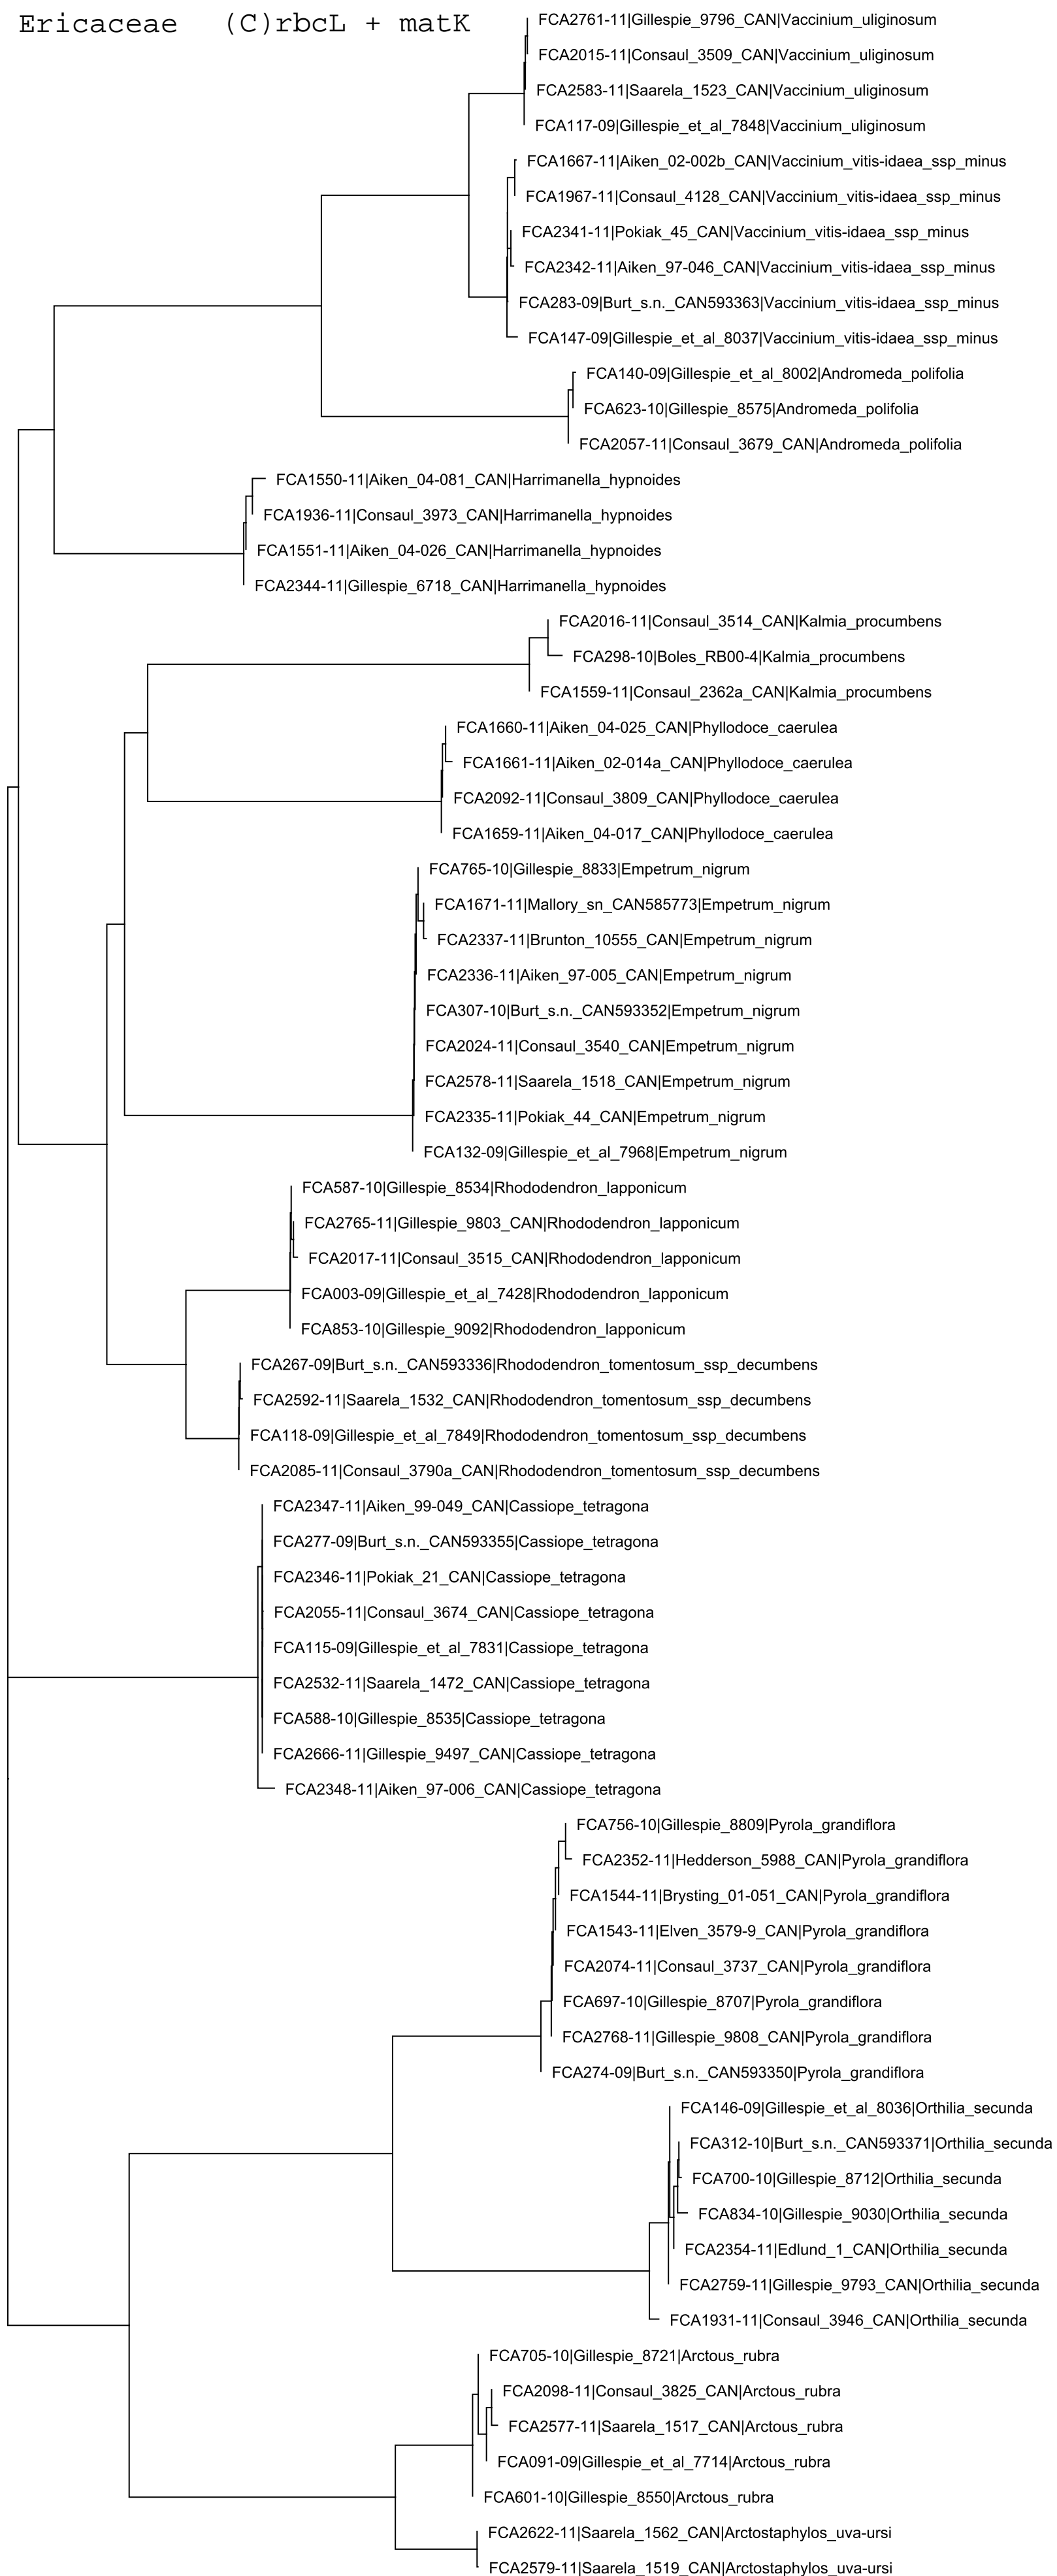 Ericaceae (C)rbcL + matK
FCA2761-11|Gillespie_9796_CAN|Vaccinium_uliginosum
FCA2015-11|Consaul_3509_CAN|Vaccinium_uliginosum
FCA2583-11|Saarela_1523_CAN|Vaccinium_uliginosum
FCA117-09|Gillespie_et_al_7848|Vaccinium_uliginosum
FCA1667-11|Aiken_02-002b_CAN|Vaccinium_vitis-idaea_ssp_minus
FCA1967-11|Consaul_4128_CAN|Vaccinium_vitis-idaea_ssp_minus
FCA2341-11|Pokiak_45_CAN|Vaccinium_vitis-idaea_ssp_minus
FCA2342-11|Aiken_97-046_CAN|Vaccinium_vitis-idaea_ssp_minus
FCA283-09|Burt_s.n._CAN593363|Vaccinium_vitis-idaea_ssp_minus
FCA147-09|Gillespie_et_al_8037|Vaccinium_vitis-idaea_ssp_minus
FCA140-09|Gillespie_et_al_8002|Andromeda_polifolia
FCA623-10|Gillespie_8575|Andromeda_polifolia
FCA2057-11|Consaul_3679_CAN|Andromeda_polifolia
FCA1550-11|Aiken_04-081_CAN|Harrimanella_hypnoides
FCA1936-11|Consaul_3973_CAN|Harrimanella_hypnoides
FCA1551-11|Aiken_04-026_CAN|Harrimanella_hypnoides
FCA2344-11|Gillespie_6718_CAN|Harrimanella_hypnoides
FCA2016-11|Consaul_3514_CAN|Kalmia_procumbens
FCA298-10|Boles_RB00-4|Kalmia_procumbens
FCA1559-11|Consaul_2362a_CAN|Kalmia_procumbens
FCA1660-11|Aiken_04-025_CAN|Phyllodoce_caerulea
FCA1661-11|Aiken_02-014a_CAN|Phyllodoce_caerulea
FCA2092-11|Consaul_3809_CAN|Phyllodoce_caerulea
FCA1659-11|Aiken_04-017_CAN|Phyllodoce_caerulea
FCA765-10|Gillespie_8833|Empetrum_nigrum
FCA1671-11|Mallory_sn_CAN585773|Empetrum_nigrum
FCA2337-11|Brunton_10555_CAN|Empetrum_nigrum
FCA2336-11|Aiken_97-005_CAN|Empetrum_nigrum
FCA307-10|Burt_s.n._CAN593352|Empetrum_nigrum
FCA2024-11|Consaul_3540_CAN|Empetrum_nigrum
FCA2578-11|Saarela_1518_CAN|Empetrum_nigrum
FCA2335-11|Pokiak_44_CAN|Empetrum_nigrum
FCA132-09|Gillespie_et_al_7968|Empetrum_nigrum
FCA587-10|Gillespie_8534|Rhododendron_lapponicum
FCA2765-11|Gillespie_9803_CAN|Rhododendron_lapponicum
FCA2017-11|Consaul_3515_CAN|Rhododendron_lapponicum
FCA003-09|Gillespie_et_al_7428|Rhododendron_lapponicum
FCA853-10|Gillespie_9092|Rhododendron_lapponicum
FCA267-09|Burt_s.n._CAN593336|Rhododendron_tomentosum_ssp_decumbens
FCA2592-11|Saarela_1532_CAN|Rhododendron_tomentosum_ssp_decumbens
FCA118-09|Gillespie_et_al_7849|Rhododendron_tomentosum_ssp_decumbens
FCA2085-11|Consaul_3790a_CAN|Rhododendron_tomentosum_ssp_decumbens
FCA2347-11|Aiken_99-049_CAN|Cassiope_tetragona
FCA277-09|Burt_s.n._CAN593355|Cassiope_tetragona
FCA2346-11|Pokiak_21_CAN|Cassiope_tetragona
FCA2055-11|Consaul_3674_CAN|Cassiope_tetragona
FCA115-09|Gillespie_et_al_7831|Cassiope_tetragona
FCA2532-11|Saarela_1472_CAN|Cassiope_tetragona
FCA588-10|Gillespie_8535|Cassiope_tetragona
FCA2666-11|Gillespie_9497_CAN|Cassiope_tetragona
FCA2348-11|Aiken_97-006_CAN|Cassiope_tetragona
FCA756-10|Gillespie_8809|Pyrola_grandiflora
FCA2352-11|Hedderson_5988_CAN|Pyrola_grandiflora
FCA1544-11|Brysting_01-051_CAN|Pyrola_grandiflora
FCA1543-11|Elven_3579-9_CAN|Pyrola_grandiflora
FCA2074-11|Consaul_3737_CAN|Pyrola_grandiflora
FCA697-10|Gillespie_8707|Pyrola_grandiflora
FCA2768-11|Gillespie_9808_CAN|Pyrola_grandiflora
FCA274-09|Burt_s.n._CAN593350|Pyrola_grandiflora
FCA146-09|Gillespie_et_al_8036|Orthilia_secunda
FCA312-10|Burt_s.n._CAN593371|Orthilia_secunda
FCA700-10|Gillespie_8712|Orthilia_secunda
FCA834-10|Gillespie_9030|Orthilia_secunda
FCA2354-11|Edlund_1_CAN|Orthilia_secunda
FCA2759-11|Gillespie_9793_CAN|Orthilia_secunda
FCA1931-11|Consaul_3946_CAN|Orthilia_secunda
FCA705-10|Gillespie_8721|Arctous_rubra
FCA2098-11|Consaul_3825_CAN|Arctous_rubra
FCA2577-11|Saarela_1517_CAN|Arctous_rubra
FCA091-09|Gillespie_et_al_7714|Arctous_rubra
FCA601-10|Gillespie_8550|Arctous_rubra
FCA2622-11|Saarela_1562_CAN|Arctostaphylos_uva-ursi
FCA2579-11|Saarela_1519_CAN|Arctostaphylos_uva-ursi